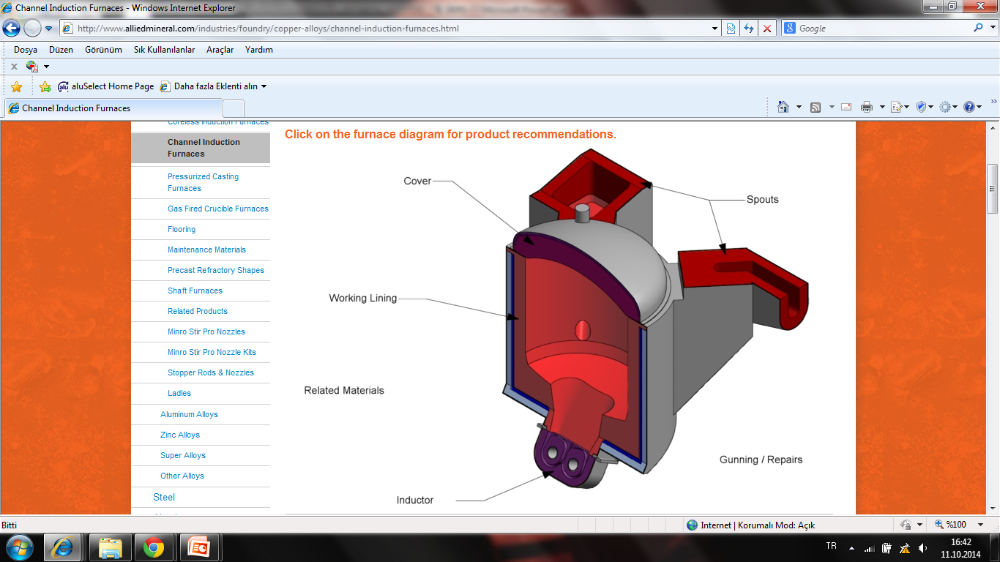 Channel Induction Furnaces - Windows Internet Explorer
http://www.alliedmineral.com/industries/foundry/copper-alloys/channel-induction-furnaces.html
Google
Dosya Düzen Görünüm Sık Kullanılanlar Araçlar Yardım
aluSelect Home Page Daha fazla Eklenti alın
Channel Induction Furnaces
Coreless Induction Furnaces
Channel Induction
Furnaces
Pressurized Casting
Furnaces
Gas Fired Crucible Furnaces
Flooring
Maintenance Materials
Precast Refractory Shapes
Shaft Furnaces
Related Products
Minro Stir Pro Nozzles
Minro Stir Pro Nozzle Kits
Stopper Rods & Nozzles
Ladles
Aluminum Alloys
Zinc Alloys
Super Alloys
Other Alloys
Steel
Click on the furnace diagram for product recommendations.
Cover
Spouts
Working Lining
Related Materials
Gunning / Repairs
Inductor
Bitti
Internet | Korumalı Mod: Açık
%100
TR
16:42
11.10.2014